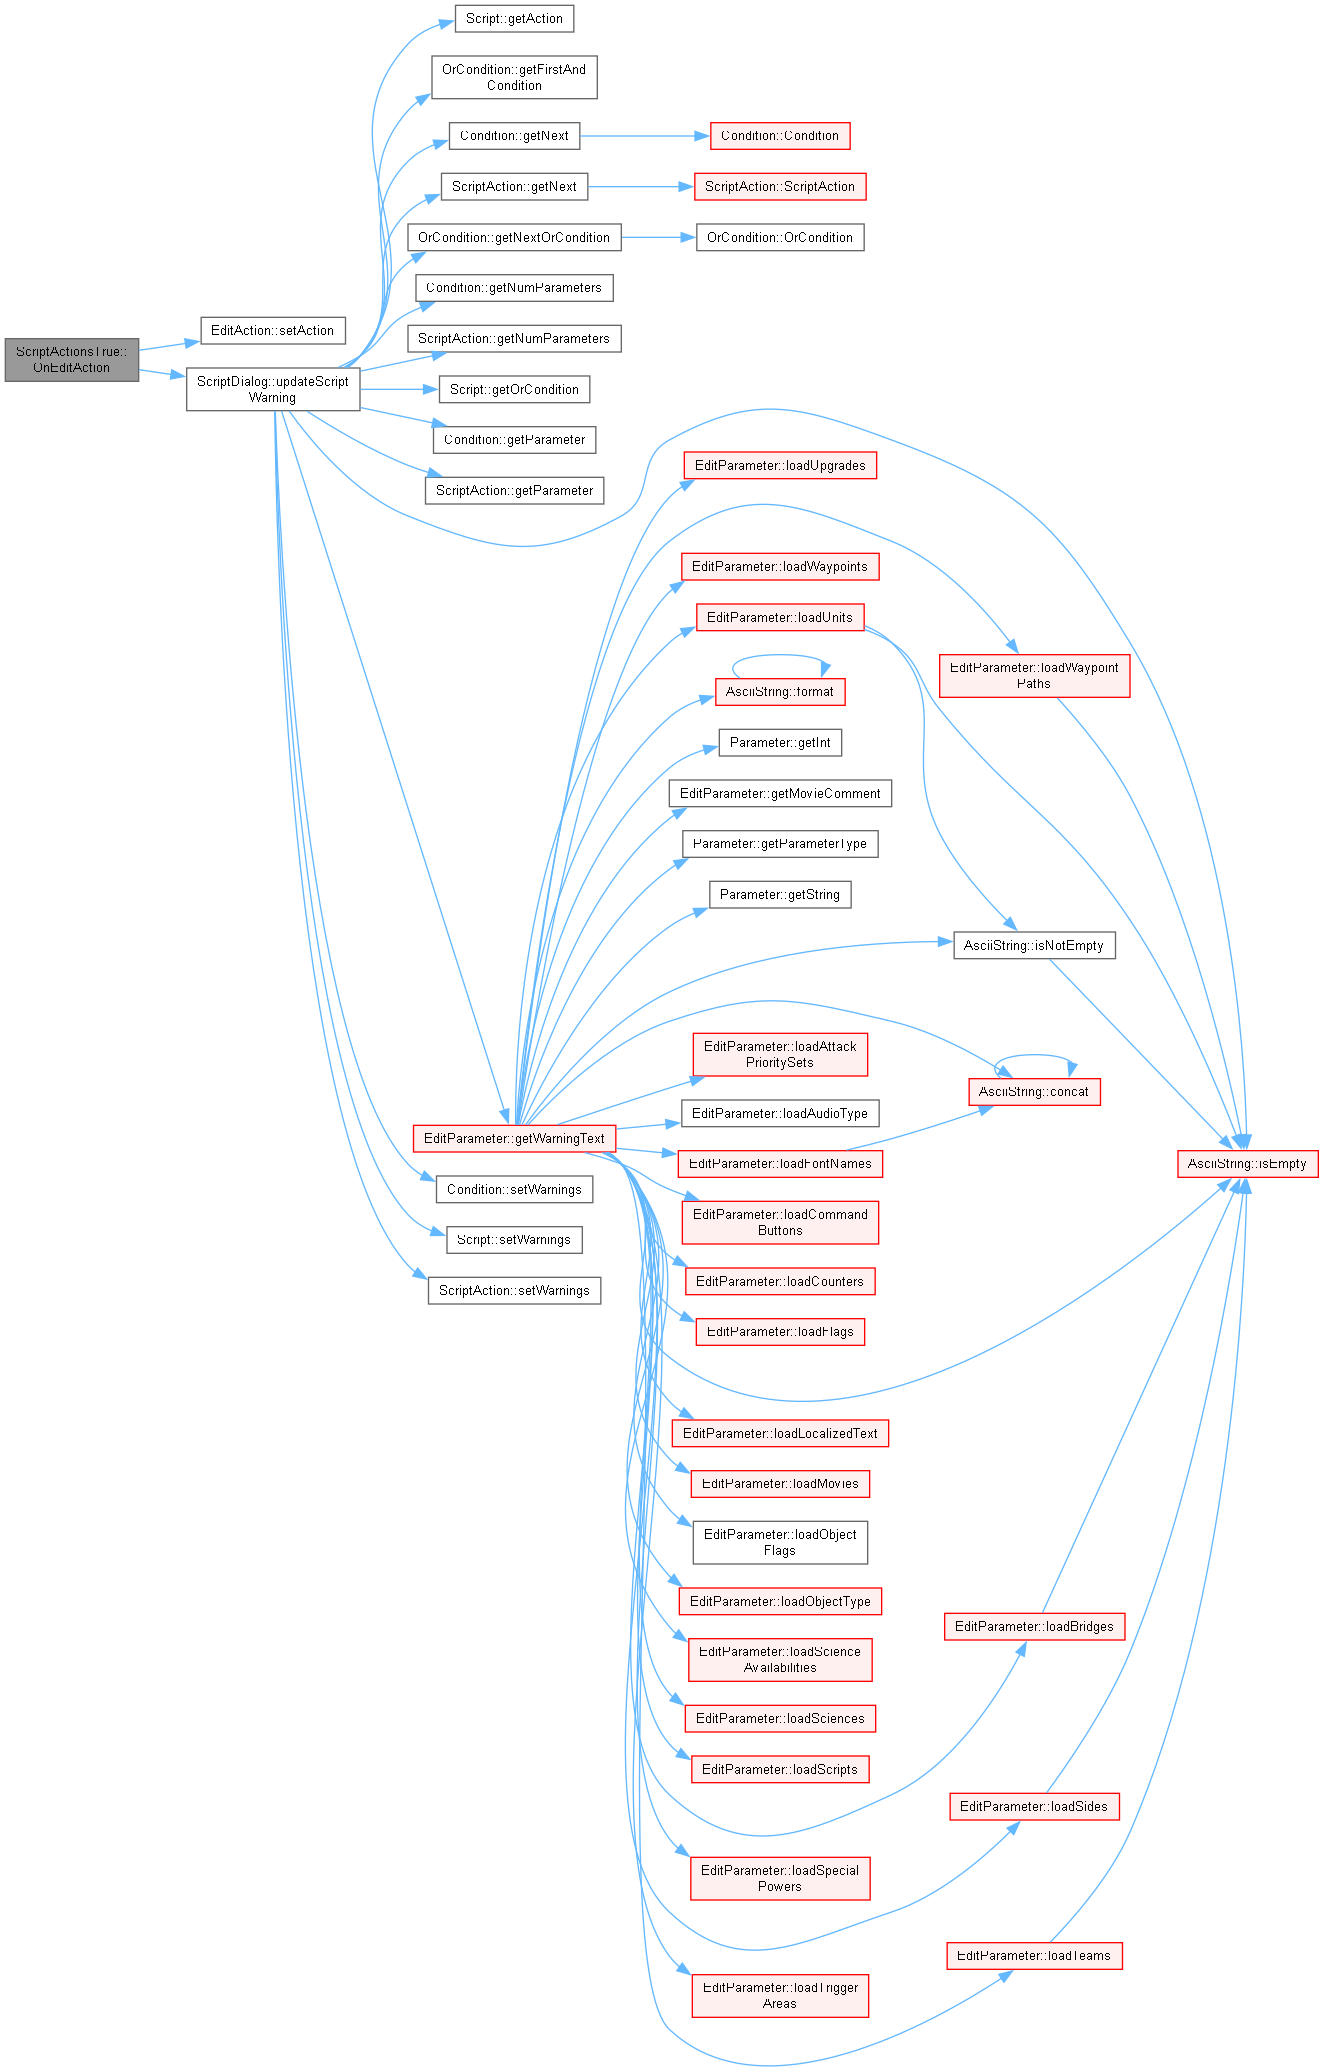 Script::getAction
OrCondition::getFirstAnd
Condition
Condition::getNext
Condition::Condition
ScriptAction::getNext
ScriptAction::ScriptAction
OrCondition::getNextOrCondition
OrCondition::OrCondition
Condition::getNumParameters
EditAction::setAction
ScriptAction::getNumParameters
ScriptActionsTrue::
OnEditAction
ScriptDialog::updateScript
Warning
Script::getOrCondition
Condition::getParameter
ScriptAction::getParameter
EditParameter::loadUpgrades
EditParameter::loadWaypoints
EditParameter::loadUnits
EditParameter::loadWaypoint
Paths
AsciiString::format
Parameter::getInt
EditParameter::getMovieComment
Parameter::getParameterType
Parameter::getString
AsciiString::isNotEmpty
EditParameter::loadAttack
PrioritySets
AsciiString::concat
EditParameter::loadAudioType
EditParameter::getWarningText
EditParameter::loadFontNames
AsciiString::isEmpty
Condition::setWarnings
EditParameter::loadCommand
Buttons
Script::setWarnings
EditParameter::loadCounters
ScriptAction::setWarnings
EditParameter::loadFlags
EditParameter::loadLocalizedText
EditParameter::loadMovies
EditParameter::loadObject
Flags
EditParameter::loadObjectType
EditParameter::loadBridges
EditParameter::loadScience
Availabilities
EditParameter::loadSciences
EditParameter::loadScripts
EditParameter::loadSides
EditParameter::loadSpecial
Powers
EditParameter::loadTeams
EditParameter::loadTrigger
Areas